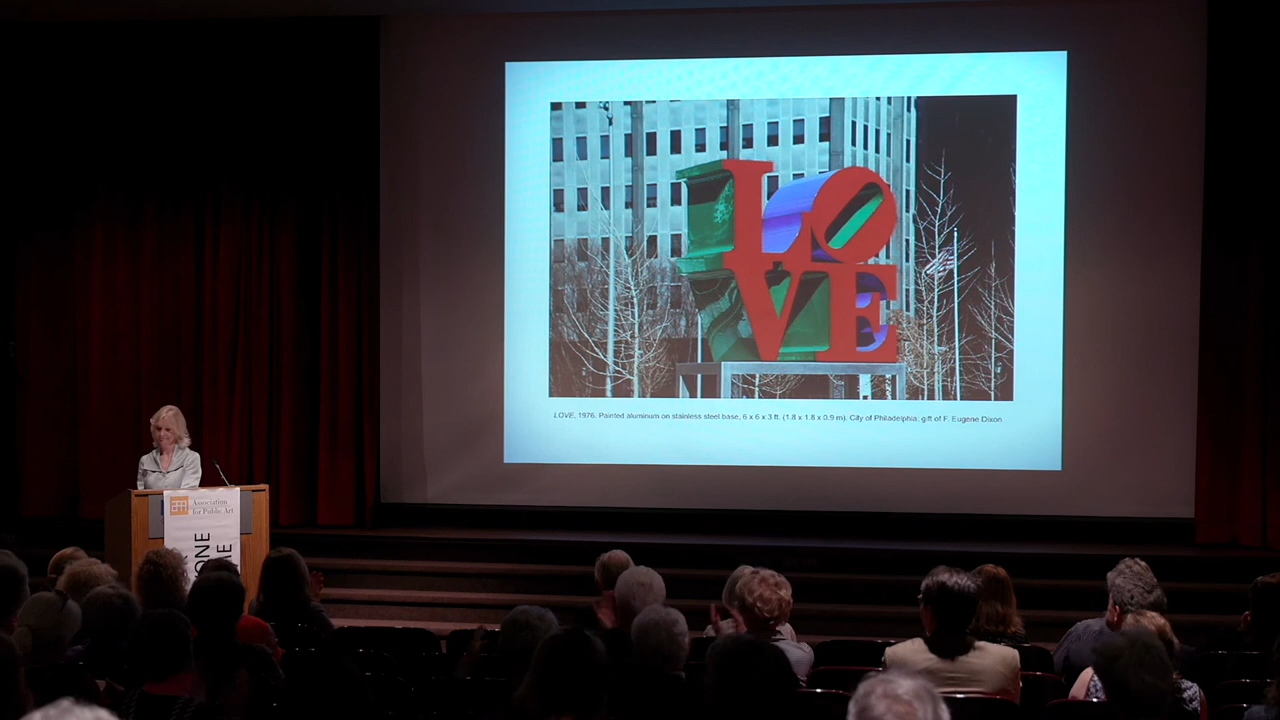 LOVE
LOVE, 1976. Painted aluminum on stainless steel base, 6 x 6 x 3 ft. (1.8 x 1.8 x 0.9 m). City of Philadelphia; gift of F. Eugene Dixon
Association
for Public Art
ONE